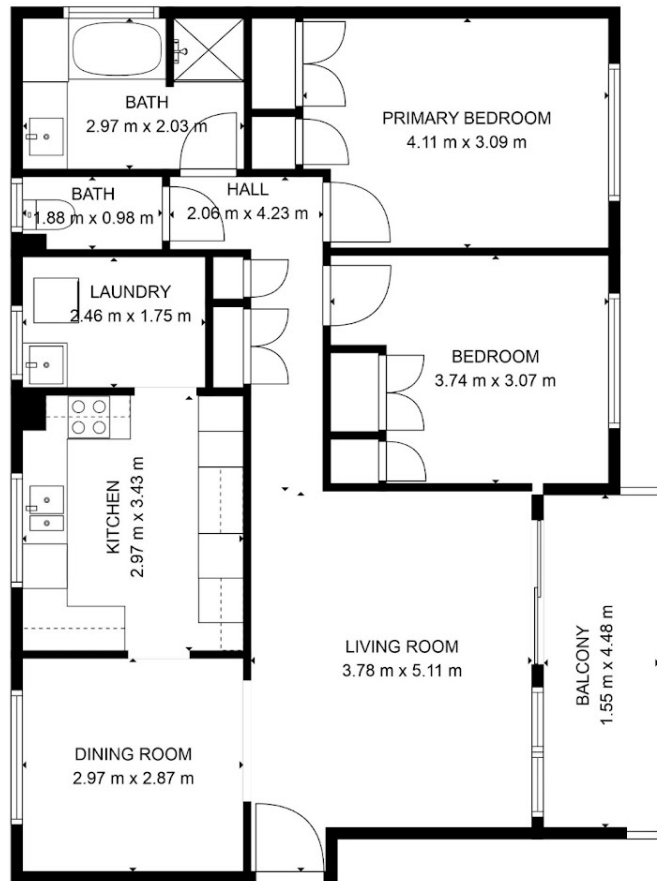 BATH
2.97 m x 2.03 m
PRIMARY BEDROOM
4.11 m x 3.09 m
BATH
1.88 m x 0.98 m
HALL
2.06 m x 4.23 m
LAUNDRY
2.46 m x 1.75 m
BEDROOM
3.74 m x 3.07 m
KITCHEN
2.97 m x 3.43 m
LIVING ROOM
3.78 m x 5.11 m
BALCONY
1.55 m x 4.48 m
DINING ROOM
2.97 m x 2.87 m